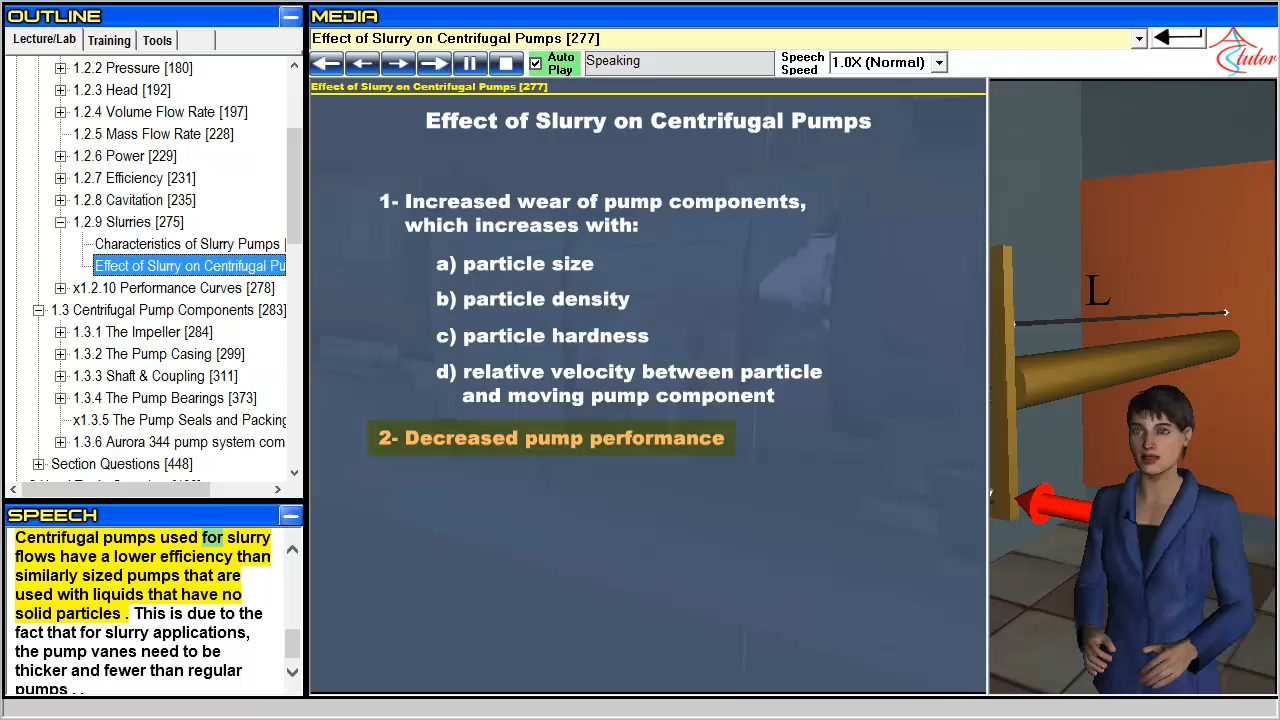 OUTLINE
Lecture/Lab
Training
Tools
1.2.2 Pressure [180]
1.2.3 Head [192]
1.2.4 Volume Flow Rate [197]
1.2.5 Mass Flow Rate [228]
1.2.6 Power [229]
1.2.7 Efficiency [231]
1.2.8 Cavitation [235]
1.2.9 Slurries [275]
Characteristics of Slurry Pumps [
Effect of Slurry on Centrifugal Pu
x1.2.10 Performance Curves [278]
1.3 Centrifugal Pump Components [283]
1.3.1 The Impeller [284]
1.3.2 The Pump Casing [299]
1.3.3 Shaft & Coupling [311]
1.3.4 The Pump Bearings [373]
x1.3.5 The Pump Seals and Packing
1.3.6 Aurora 344 pump system com
Section Questions [448]
SPEECH
Centrifugal pumps used for slurry
flows have a lower efficiency than
similarly sized pumps that are
used with liquids that have no
solid particles . This is due to the
fact that for slurry applications,
the pump vanes need to be
thicker and fewer than regular
pumps . .
MEDIA
Effect of Slurry on Centrifugal Pumps [277]
Auto
Play
Speaking
Speech
Speed
1.0X (Normal)
tutor
Effect of Slurry on Centrifugal Pumps [277]
Effect of Slurry on Centrifugal Pumps
1- Increased wear of pump components,
which increases with:
a) particle size
b) particle density
c) particle hardness
d) relative velocity between particle
and moving pump component
2- Decreased pump performance
L